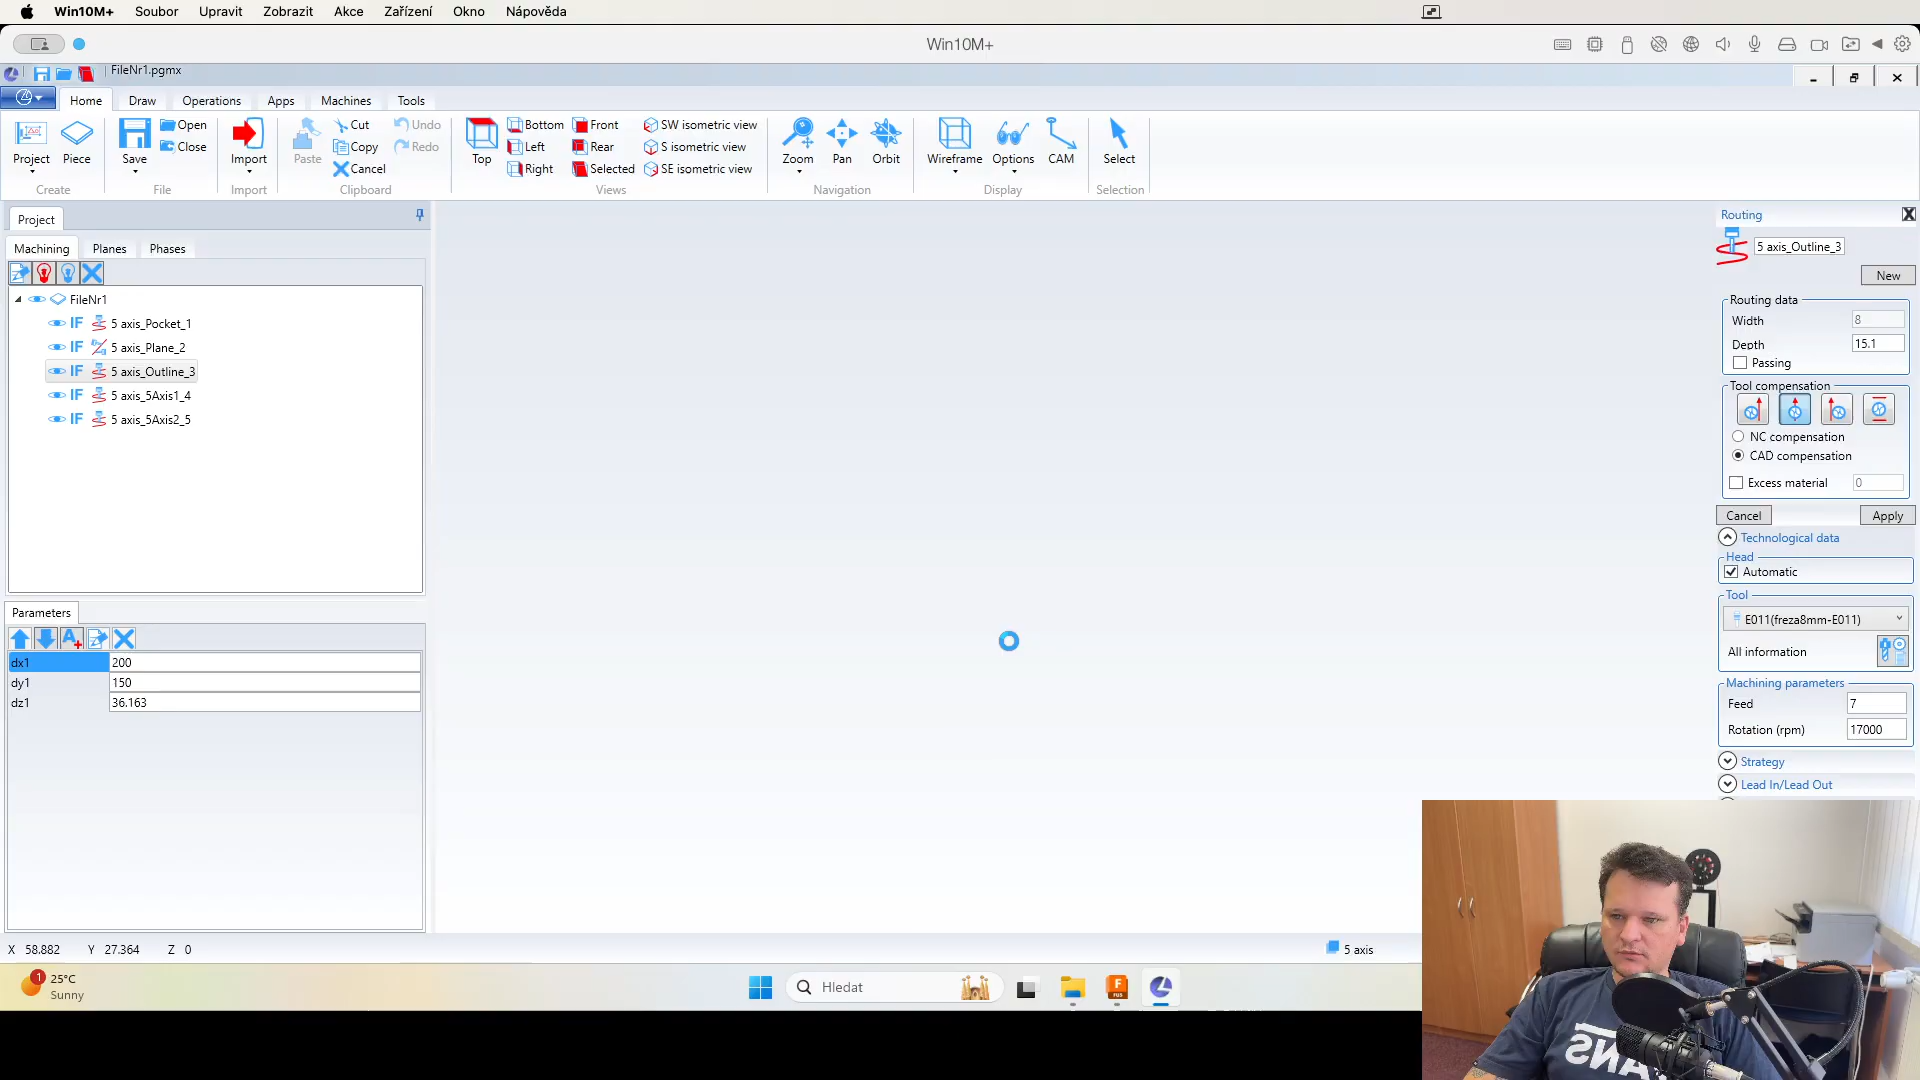 Win10M+ Soubor Upravit Zobrazit Akce Zařízení Okno Nápověda
Win10M+
FileNr1.pgmx
Home Draw Operations Apps Machines Tools
Project Piece Save Open Close Import Paste Cut Copy Cancel Undo Redo Top Bottom Left Right Front Rear Selected SW isometric view S isometric view SE isometric view Zoom Pan Orbit Wireframe Options CAM Select
Create File Import Clipboard Views Navigation Display Selection
Project
Machining Planes Phases
FileNr1
IF 5 axis_Pocket_1
IF 5 axis_Plane_2
IF 5 axis_Outline_3
IF 5 axis_5Axis1_4
IF 5 axis_5Axis2_5
Parameters
dx1 200
dy1 150
dz1 36.163
X 58.882 Y 27.364 Z 0
5 axis
Routing
5 axis_Outline_3
New
Routing data
Width 8
Depth 15.1
Passing
Tool compensation
NC compensation
CAD compensation
Excess material 0
Cancel Apply
Technological data
Head
Automatic
Tool
E011(freza8mm-E011)
All information
Machining parameters
Feed 7
Rotation (rpm) 17000
Strategy
Lead In/Lead Out
1 25°C
Sunny
Hledat